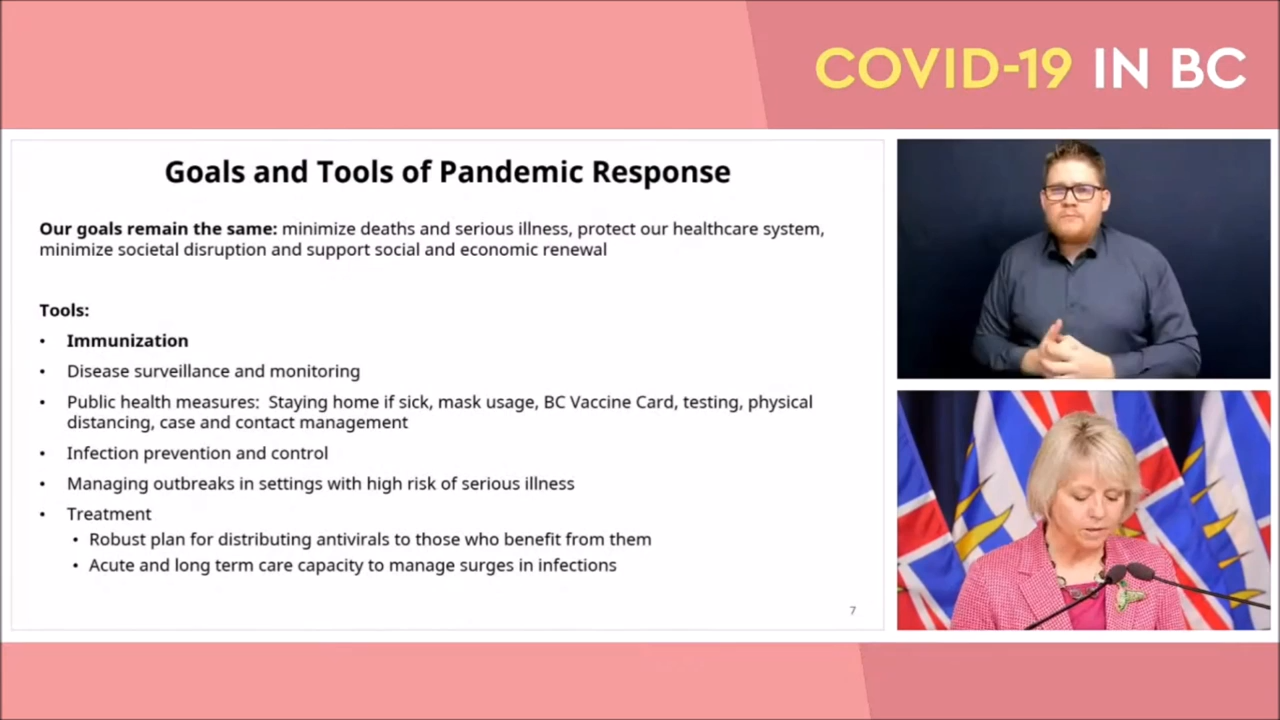 COVID-19 IN BC
Goals and Tools of Pandemic Response
Our goals remain the same: minimize deaths and serious illness, protect our healthcare system,
minimize societal disruption and support social and economic renewal
Tools:
• Immunization
• Disease surveillance and monitoring
• Public health measures:  Staying home if sick, mask usage, BC Vaccine Card, testing, physical
distancing, case and contact management
• Infection prevention and control
• Managing outbreaks in settings with high risk of serious illness
• Treatment
• Robust plan for distributing antivirals to those who benefit from them
• Acute and long term care capacity to manage surges in infections
7